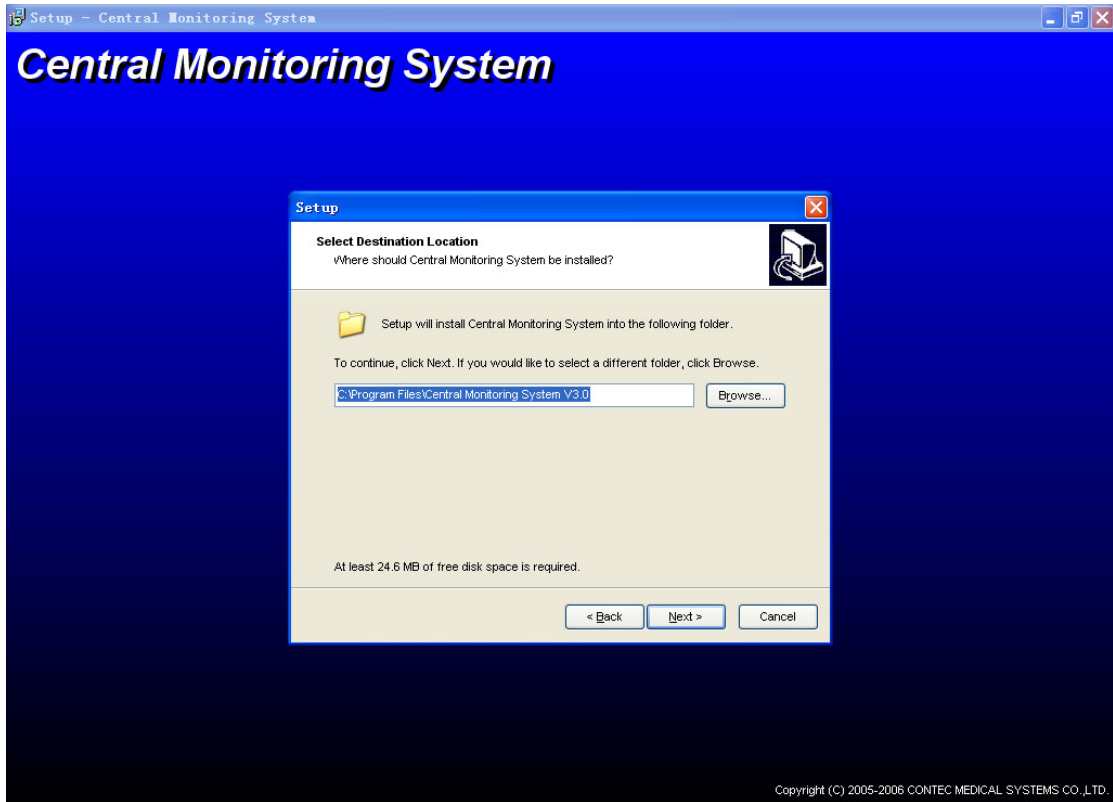 Setup - Central Monitoring System
Central Monitoring System
Setup
Select Destination Location
Where should Central Monitoring System be installed?
Setup will install Central Monitoring System into the following folder.
To continue, click Next. If you would like to select a different folder, click Browse.
C:\Program Files\Central Monitoring System V3.0
Browse...
At least 24.6 MB of free disk space is required.
< Back
Next >
Cancel
Copyright (C) 2005-2006 CONTEC MEDICAL SYSTEMS CO.,LTD.